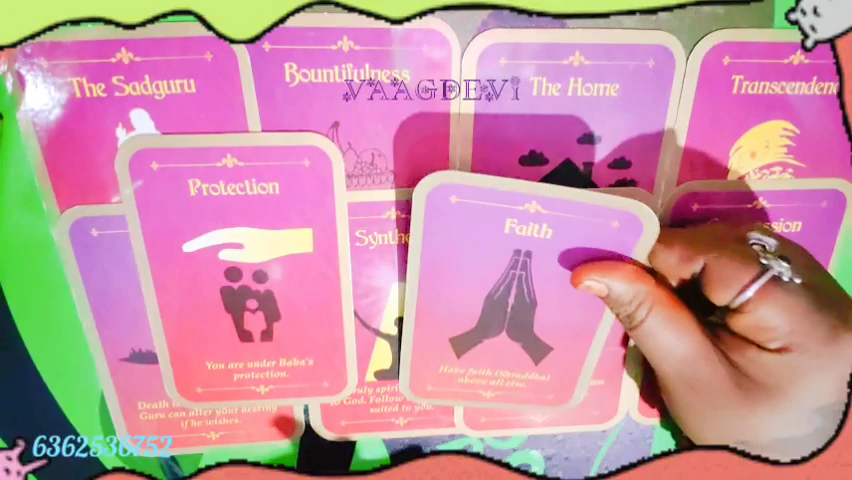 The Sadguru
Bountifulness
VAAGDEVI
The Home
Protection
Faith
You are under Baba's
protection.
Have faith (Shraddha)
above all else.
Death
Guru can alter your destiny
if he wishes.
to God. Follow
suited to you.
6362536752